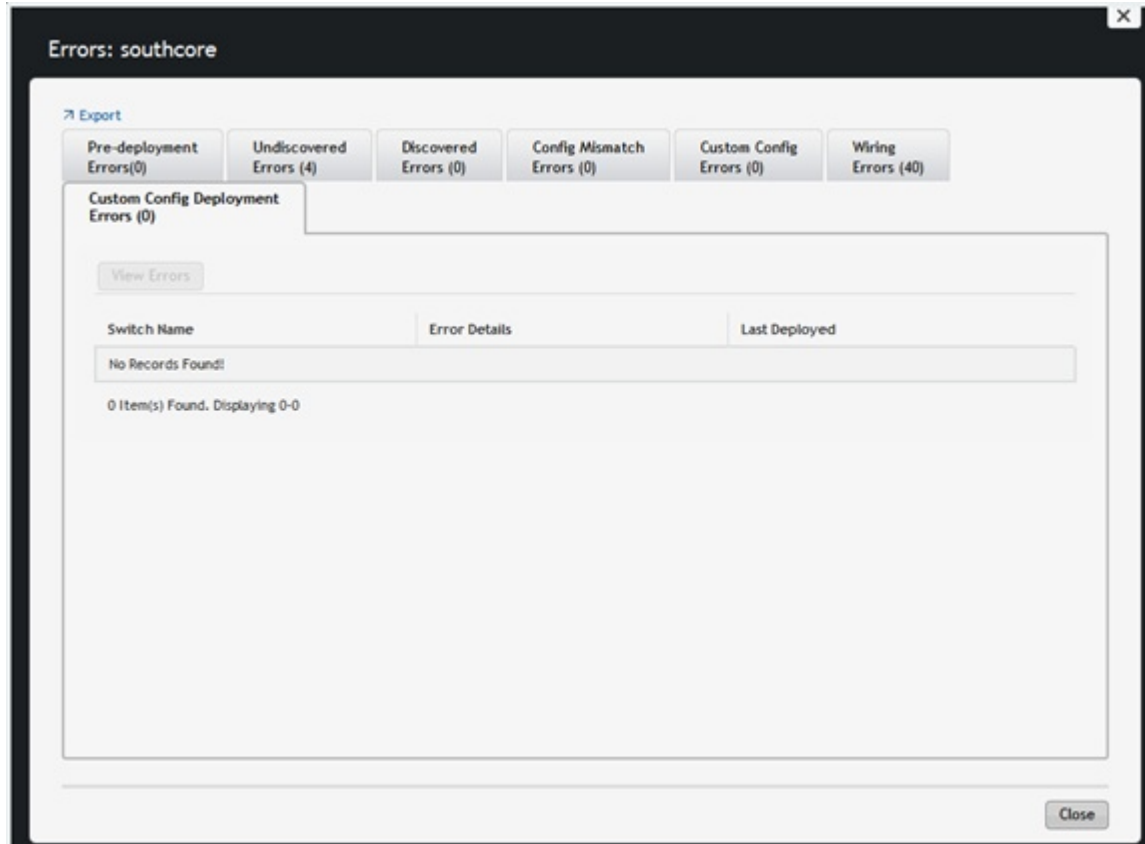 Errors: southcore
Export
Pre-deployment Errors(0)
Undiscovered Errors (4)
Discovered Errors (0)
Config Mismatch Errors (0)
Custom Config Errors (0)
Wiring Errors (40)
Custom Config Deployment Errors (0)
View Errors
Switch Name Error Details Last Deployed
No Records Found!
0 Item(s) Found. Displaying 0-0
Close